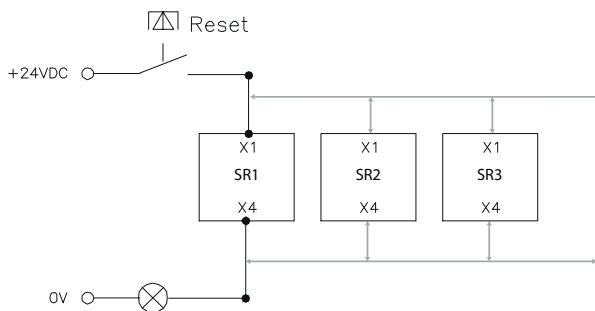 Reset
+24VDC
X1 X1 X1
SR1 SR2 SR3
X4 X4 X4
0V